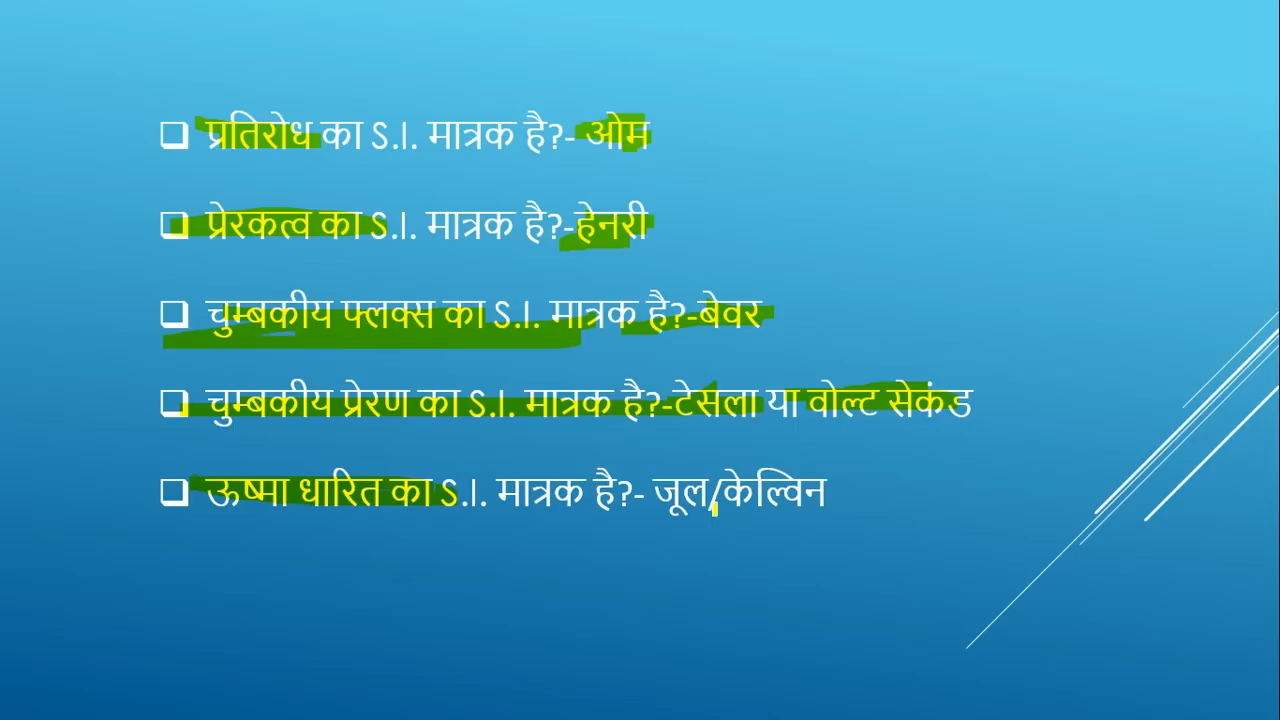 प्रतिरोध का S.I. मात्रक है?- ओम
प्रेरकत्व का S.I. मात्रक है?-हेनरी
चुम्बकीय फ्लक्स का S.I. मात्रक है?-बेवर
चुम्बकीय प्रेरण का S.I. मात्रक है?-टेसला या वोल्ट सेकंड
ऊष्मा धारित का S.I. मात्रक है?- जूल/केल्विन